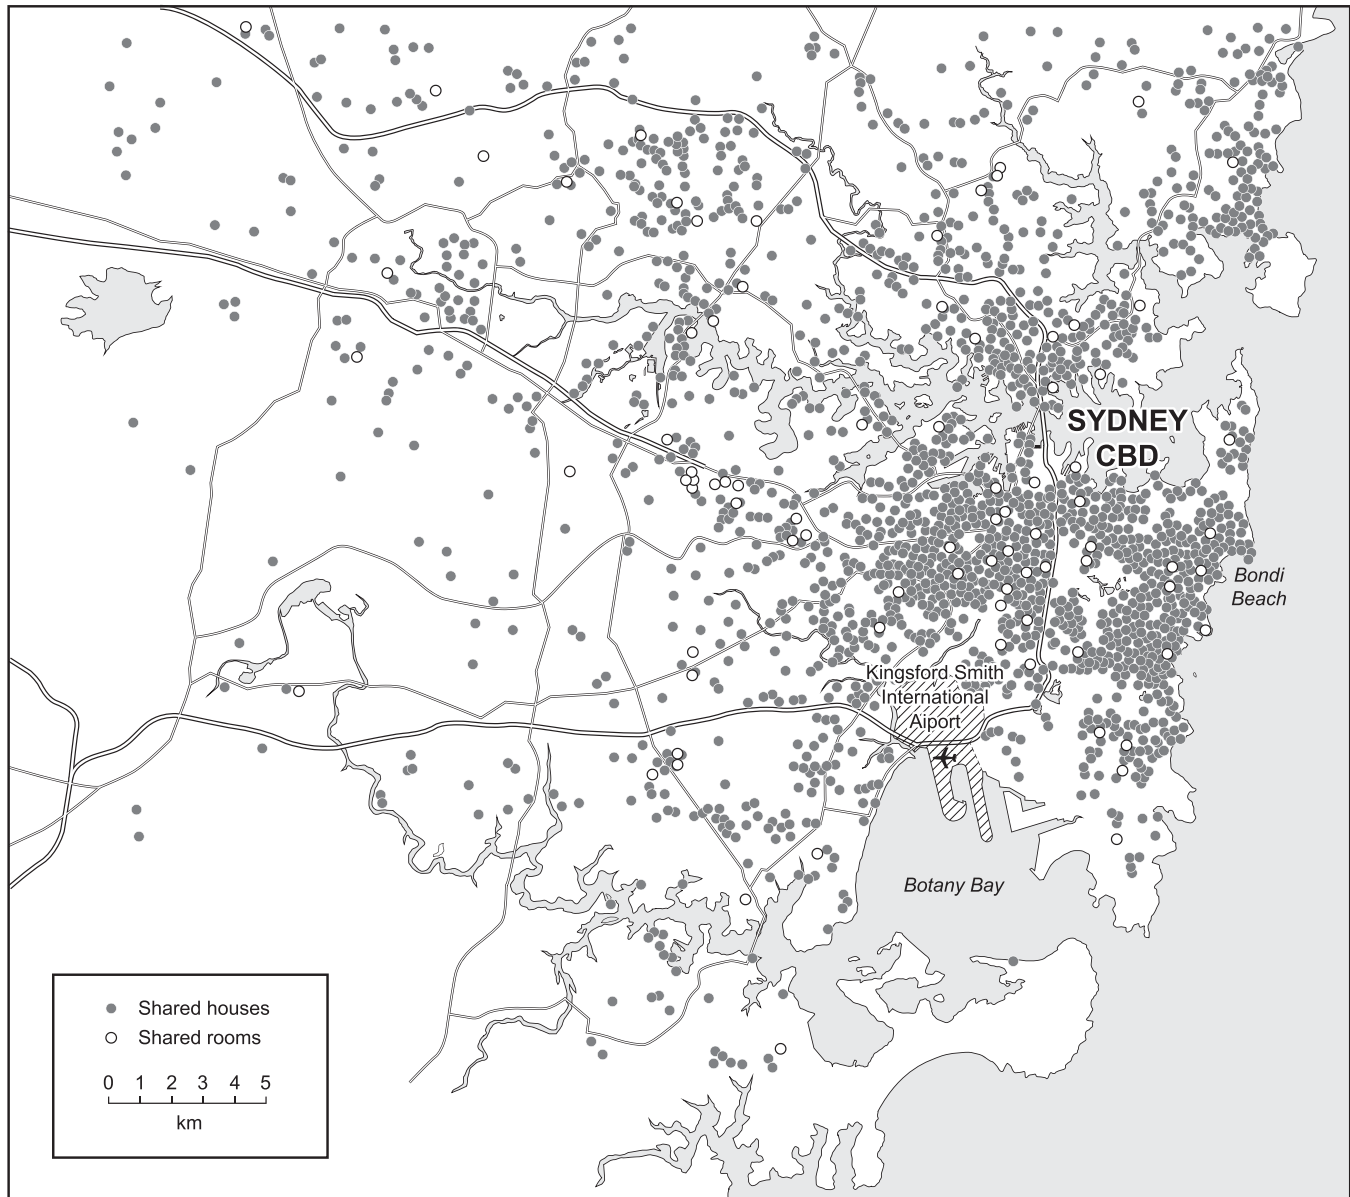 SYDNEY
CBD
Bondi
Beach
Kingsford Smith
International
Aiport
Botany Bay
Shared houses
Shared rooms
0 1 2 3 4 5
km